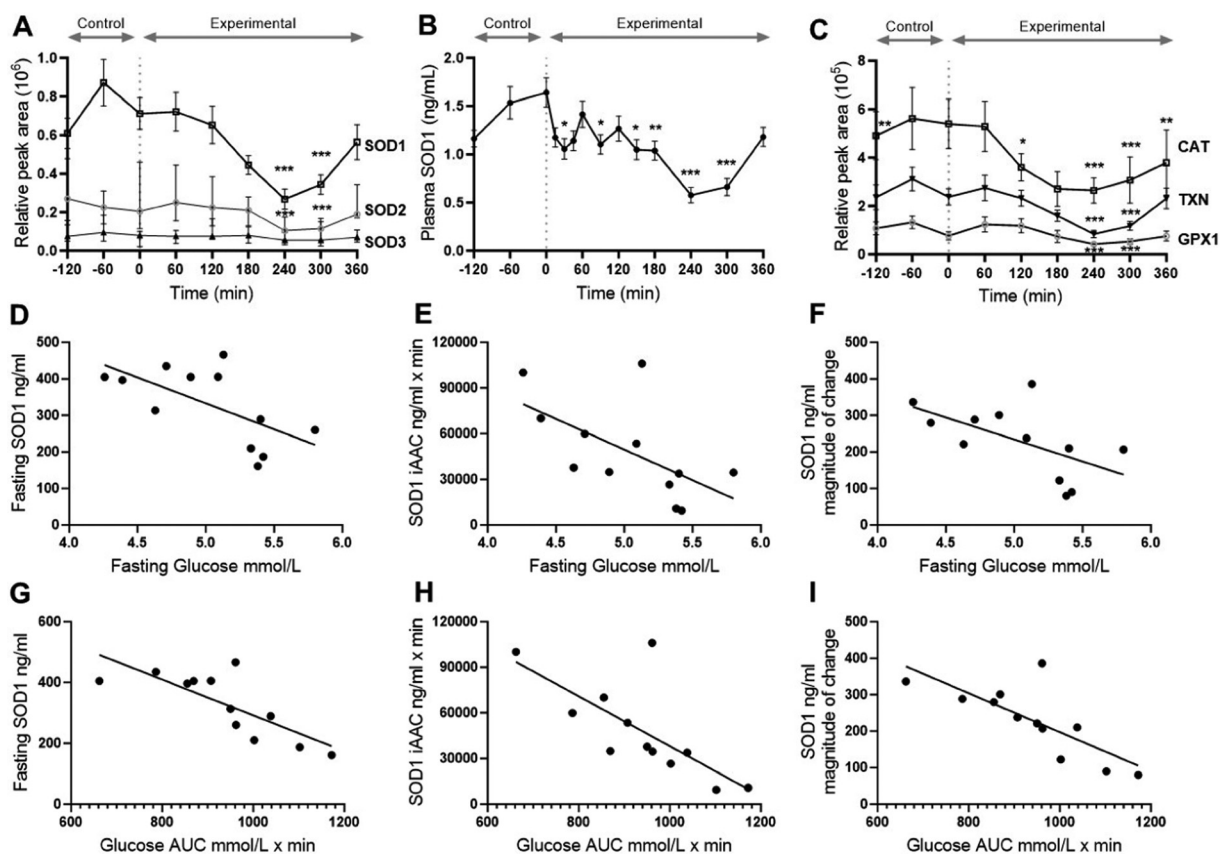 A
Control
Experimental
Relative peak area (10⁶)
1.0
0.8
0.6
0.4
0.2
0.0
***
***
***
***
SOD1
SOD2
SOD3
-120 -60 0 60 120 180 240 300 360
Time (min)
B
Control
Experimental
Plasma SOD1 (ng/mL)
2.0
1.5
1.0
0.5
0.0
* * * ** *** ***
-120 -60 0 60 120 180 240 300 360
Time (min)
C
Control
Experimental
Relative peak area (10⁵)
8
6
4
2
0
** * *** *** **
*** ***
*** ***
CAT
TXN
GPX1
-120 -60 0 60 120 180 240 300 360
Time (min)
D
Fasting SOD1 ng/ml
500
400
300
200
100
0
4.0 4.5 5.0 5.5 6.0
Fasting Glucose mmol/L
E
SOD1 iAAC ng/ml x min
120000
90000
60000
30000
0
4.0 4.5 5.0 5.5 6.0
Fasting Glucose mmol/L
F
SOD1 ng/ml
magnitude of change
500
400
300
200
100
0
4.0 4.5 5.0 5.5 6.0
Fasting Glucose mmol/L
G
Fasting SOD1 ng/ml
600
400
200
0
600 800 1000 1200
Glucose AUC mmol/L x min
H
SOD1 iAAC ng/ml x min
120000
90000
60000
30000
0
600 800 1000 1200
Glucose AUC mmol/L x min
I
SOD1 ng/ml
magnitude of change
500
400
300
200
100
0
600 800 1000 1200
Glucose AUC mmol/L x min